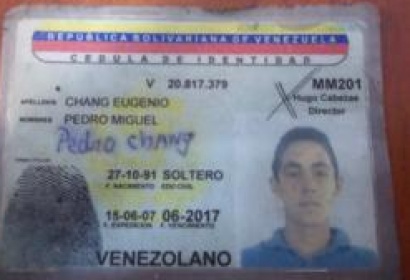 REPÚBLICA BOLIVARIANA DE VENEZUELA
CEDULA DE IDENTIDAD
V 20.817.379
MM201
Hugo Cabezas
Director
APELLIDOS CHANG EUGENIO
NOMBRES PEDRO MIGUEL
Pedro chang
27-10-91 SOLTERO
F. NACIMIENTO EDO CIVIL
15-06-07 06-2017
F. EXPEDICION F. VENCIMIENTO
VENEZOLANO